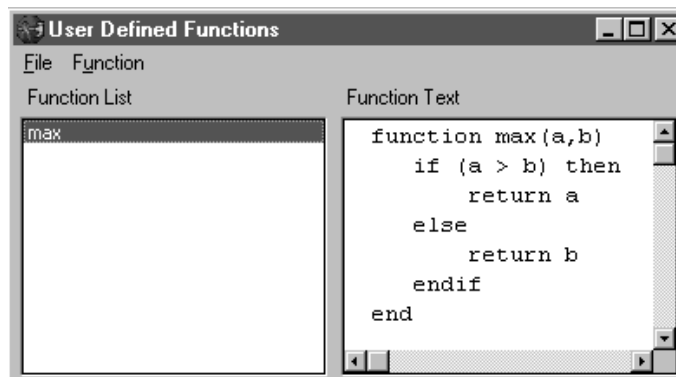 User Defined Functions
File Function
Function List
Function Text
max
function max(a,b)
if (a > b) then
return a
else
return b
endif
end